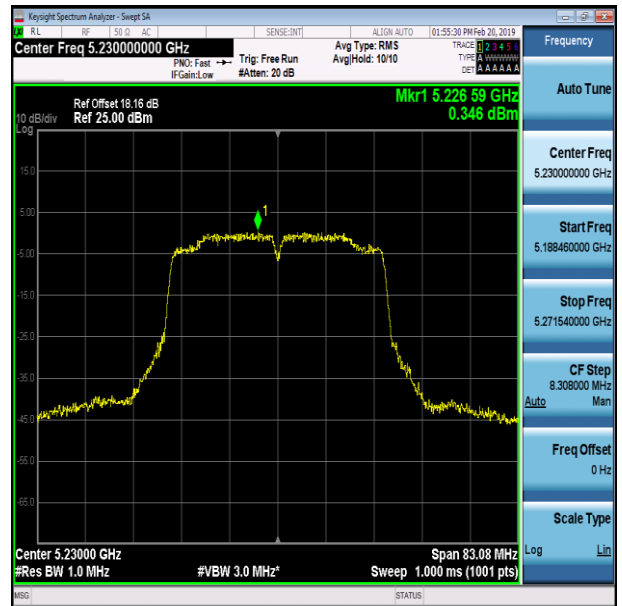 Keysight Spectrum Analyzer - Swept SA
RL RF 50 Ω AC SENSE:INT ALIGN AUTO 01:55:30 PM Feb 20, 2019
Center Freq 5.230000000 GHz
PNO: Fast
IFGain:Low
Trig: Free Run
#Atten: 20 dB
Avg Type: RMS
Avg|Hold: 10/10
TRACE 1 2 3 4 5 6
TYPE A WWWWW
DET A A A A A A
Ref Offset 18.16 dB
10 dB/div Ref 25.00 dBm
Log
Mkr1 5.226 59 GHz
0.346 dBm
15.0
5.00
-5.00
-15.0
-25.0
-35.0
-45.0
-55.0
-65.0
1
Center 5.23000 GHz Span 83.08 MHz
#Res BW 1.0 MHz #VBW 3.0 MHz* Sweep 1.000 ms (1001 pts)
MSG STATUS
Frequency
Auto Tune
Center Freq
5.230000000 GHz
Start Freq
5.188460000 GHz
Stop Freq
5.271540000 GHz
CF Step
8.308000 MHz
Auto Man
Freq Offset
0 Hz
Scale Type
Log Lin